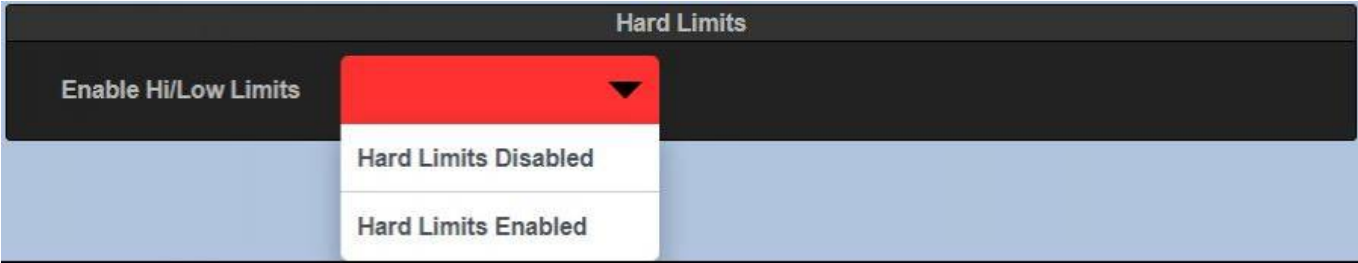 Hard Limits
Enable Hi/Low Limits
Hard Limits Disabled
Hard Limits Enabled